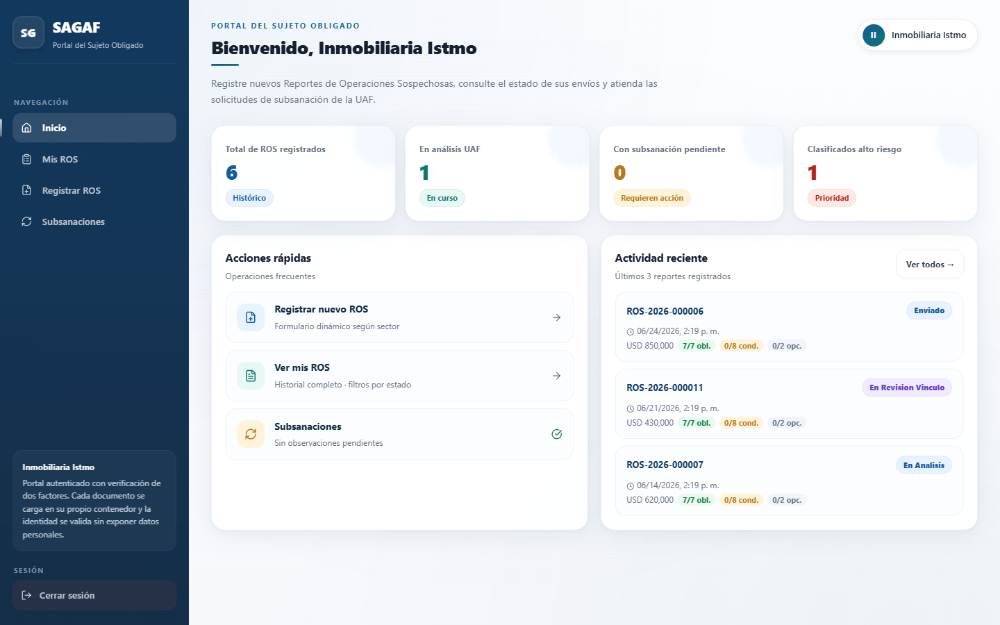 SG
SAGAF
Portal del Sujeto Obligado
NAVEGACIÓN
Inicio
Mis ROS
Registrar ROS
Subsanaciones
Inmobiliaria Istmo
Portal autenticado con verificación de
dos factores. Cada documento se
carga en su propio contenedor y la
identidad se valida sin exponer datos
personales.
SESIÓN
Cerrar sesión
PORTAL DEL SUJETO OBLIGADO
Bienvenido, Inmobiliaria Istmo
Registre nuevos Reportes de Operaciones Sospechosas, consulte el estado de sus envíos y atienda las
solicitudes de subsanación de la UAF.
II
Inmobiliaria Istmo
Total de ROS registrados
6
Histórico
En análisis UAF
1
En curso
Con subsanación pendiente
0
Requieren acción
Clasificados alto riesgo
1
Prioridad
Acciones rápidas
Operaciones frecuentes
Registrar nuevo ROS
Formulario dinámico según sector
→
Ver mis ROS
Historial completo · filtros por estado
→
Subsanaciones
Sin observaciones pendientes
Actividad reciente
Últimos 3 reportes registrados
Ver todos →
ROS-2026-000006
Enviado
06/24/2026, 2:19 p. m.
USD 850,000 7/7 obl. 0/8 cond. 0/2 opc.
ROS-2026-000011
En Revision Vinculo
06/21/2026, 2:19 p. m.
USD 430,000 7/7 obl. 0/8 cond. 0/2 opc.
ROS-2026-000007
En Analisis
06/14/2026, 2:19 p. m.
USD 620,000 7/7 obl. 0/8 cond. 0/2 opc.